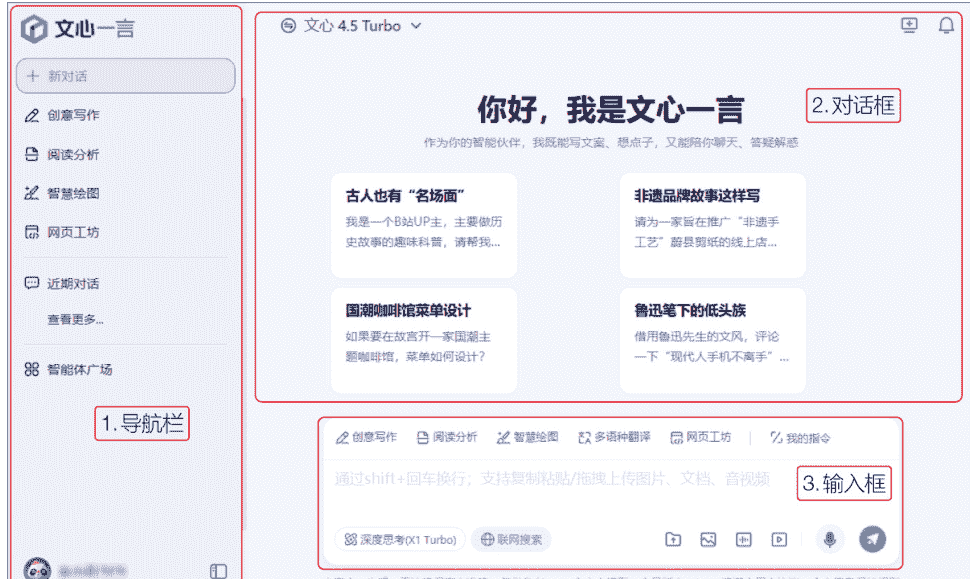 文心一言
新对话
创意写作
阅读分析
智慧绘图
网页工坊
近期对话
查看更多...
智能体广场
1.导航栏
文心 4.5 Turbo
你好，我是文心一言
2.对话框
作为你的智能伙伴，我既能写文案、想点子，又能陪你聊天、答疑解惑
古人也有“名场面”
我是一个B站UP主，主要做历
史故事的趣味科普，请帮我...
非遗品牌故事这样写
请为一家旨在推广“非遗手
工艺”蔚县剪纸的线上店...
国潮咖啡馆菜单设计
如果要在故宫开一家国潮主
题咖啡馆，菜单如何设计？
鲁迅笔下的低头族
借用鲁迅先生的文风，评论
一下“现代人手机不离手”...
创意写作 阅读分析 智慧绘图 多语种翻译 网页工坊 我的指令
通过shift+回车换行；支持复制粘贴/拖拽上传图片、文档、音视频
3.输入框
深度思考(X1 Turbo) 联网搜索